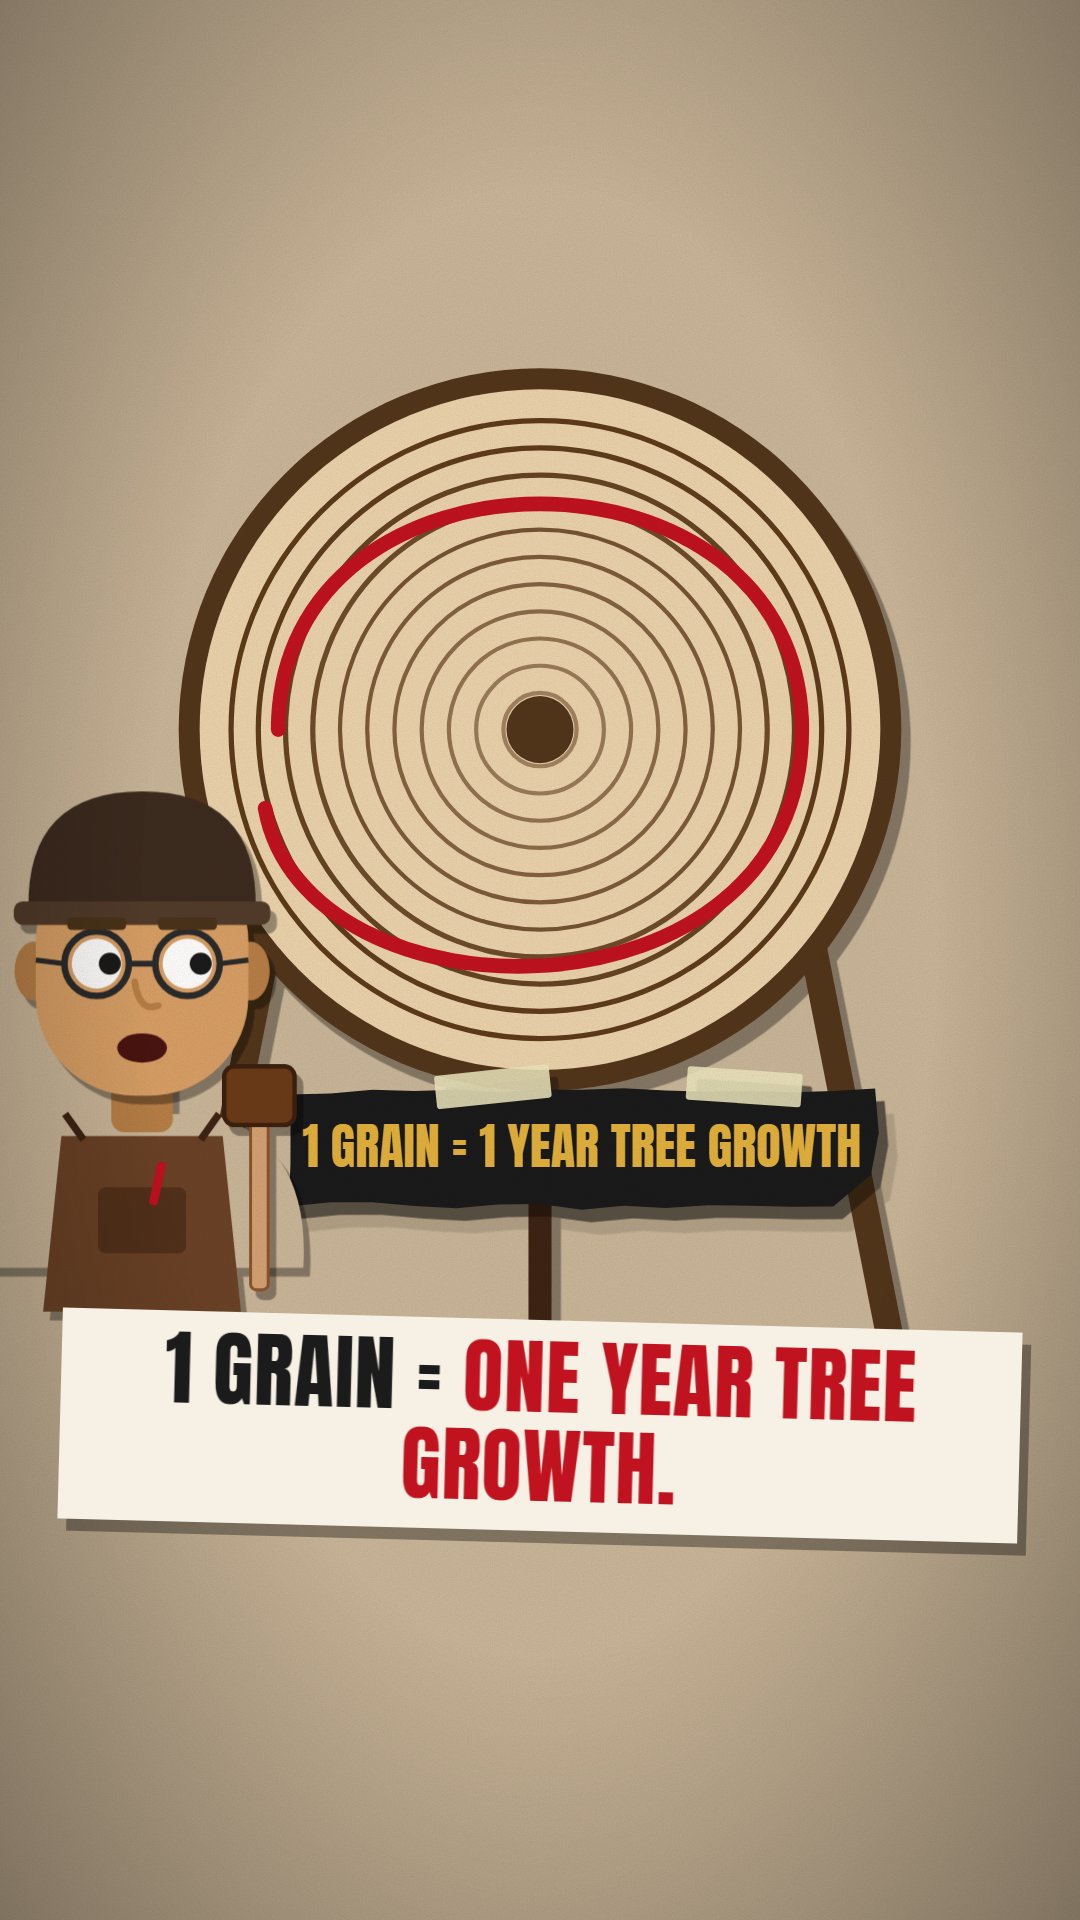 1 GRAIN = 1 YEAR TREE GROWTH
1 GRAIN = ONE YEAR TREE
GROWTH.